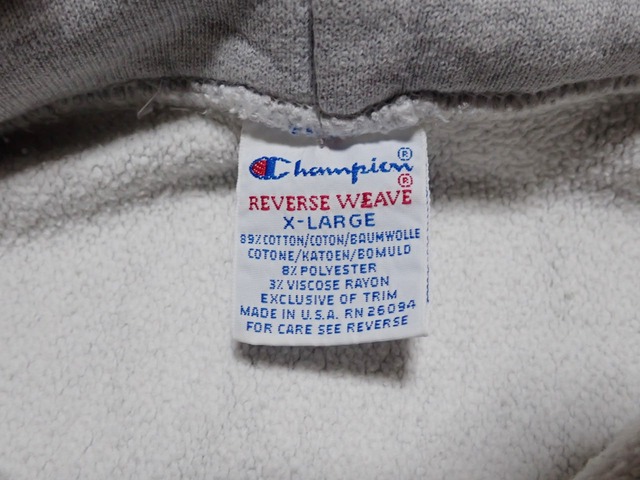 Champion®
REVERSE WEAVE®
X-LARGE
89% COTTON/COTON/BAUMWOLLE
COTONE/KATOEN/BOMULD
8% POLYESTER
3% VISCOSE RAYON
EXCLUSIVE OF TRIM
MADE IN U.S.A. RN 26094
FOR CARE SEE REVERSE